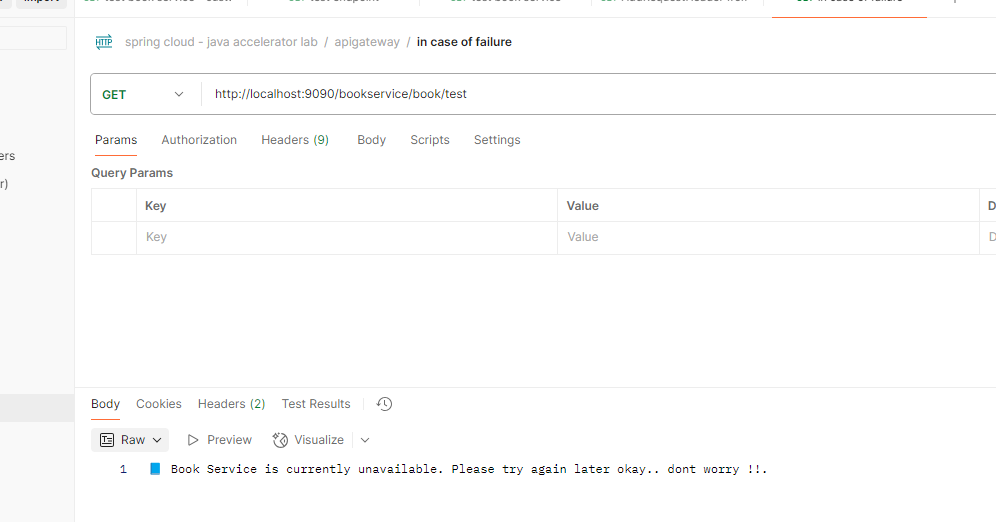 HTTP spring cloud - java accelerator lab / apigateway / in case of failure
GET http://localhost:9090/bookservice/book/test
Params Authorization Headers (9) Body Scripts Settings
ers
Query Params
r)
Key Value D
Key Value D
Body Cookies Headers (2) Test Results
Raw Preview Visualize
1 📘 Book Service is currently unavailable. Please try again later okay.. dont worry !!.